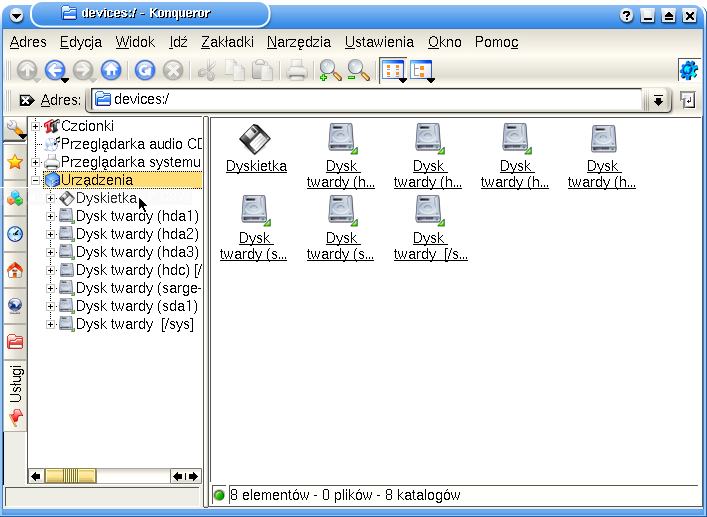 devices:/ - Konqueror
Adres Edycja Widok Idź Zakładki Narzędzia Ustawienia Okno Pomoc
Adres: devices:/
Usługi
Czcionki
Przeglądarka audio CD
Przeglądarka systemu
Urządzenia
Dyskietka
Dysk twardy (hda1)
Dysk twardy (hda2)
Dysk twardy (hda3)
Dysk twardy (hdc) [/
Dysk twardy (sarge-
Dysk twardy (sda1)
Dysk twardy [/sys]
Dyskietka
Dysk
twardy (h...
Dysk
twardy (h...
Dysk
twardy (h...
Dysk
twardy (h...
Dysk
twardy (s...
Dysk
twardy (s...
Dysk
twardy [/s...
8 elementów - 0 plików - 8 katalogów